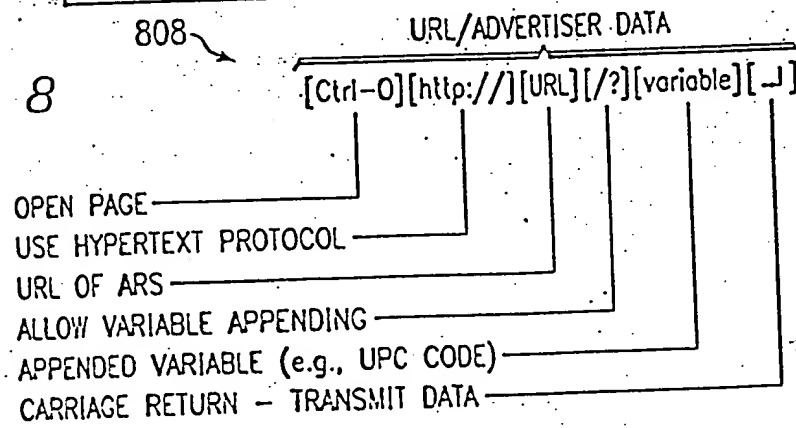 808
URL/ADVERTISER DATA
8
[Ctrl-O][http://][URL][/?][variable][↵]
OPEN PAGE
USE HYPERTEXT PROTOCOL
URL OF ARS
ALLOW VARIABLE APPENDING
APPENDED VARIABLE (e.g., UPC CODE)
CARRIAGE RETURN – TRANSMIT DATA